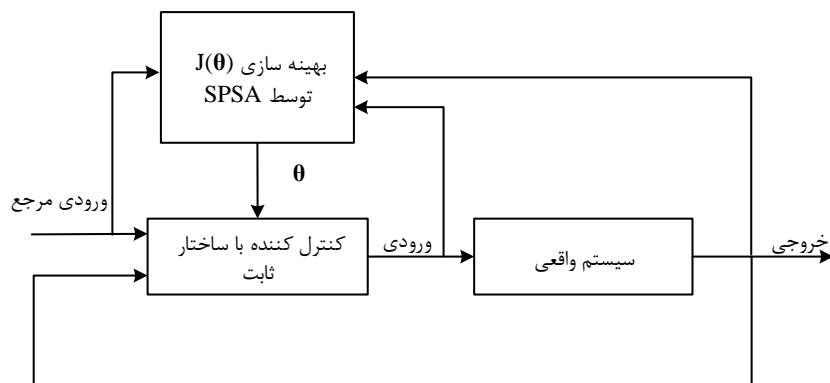 بهینه سازی J(θ)
توسط SPSA
θ
ورودی مرجع
کنترل کننده با ساختار
ثابت
ورودی
سیستم واقعی
خروجی